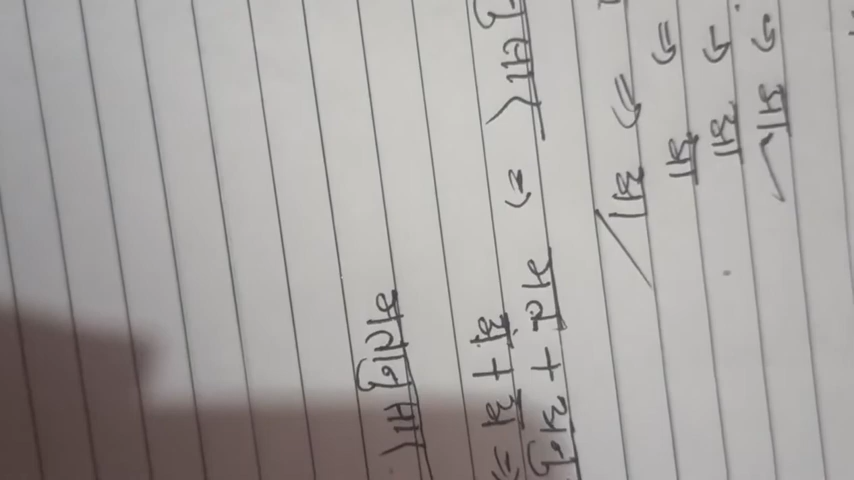 ⇒ आ
⇒ आ
⇒ आ
⇒ आ
नुसार ⇒ मत + अनु
अ + अ ⇒
मतानुसार